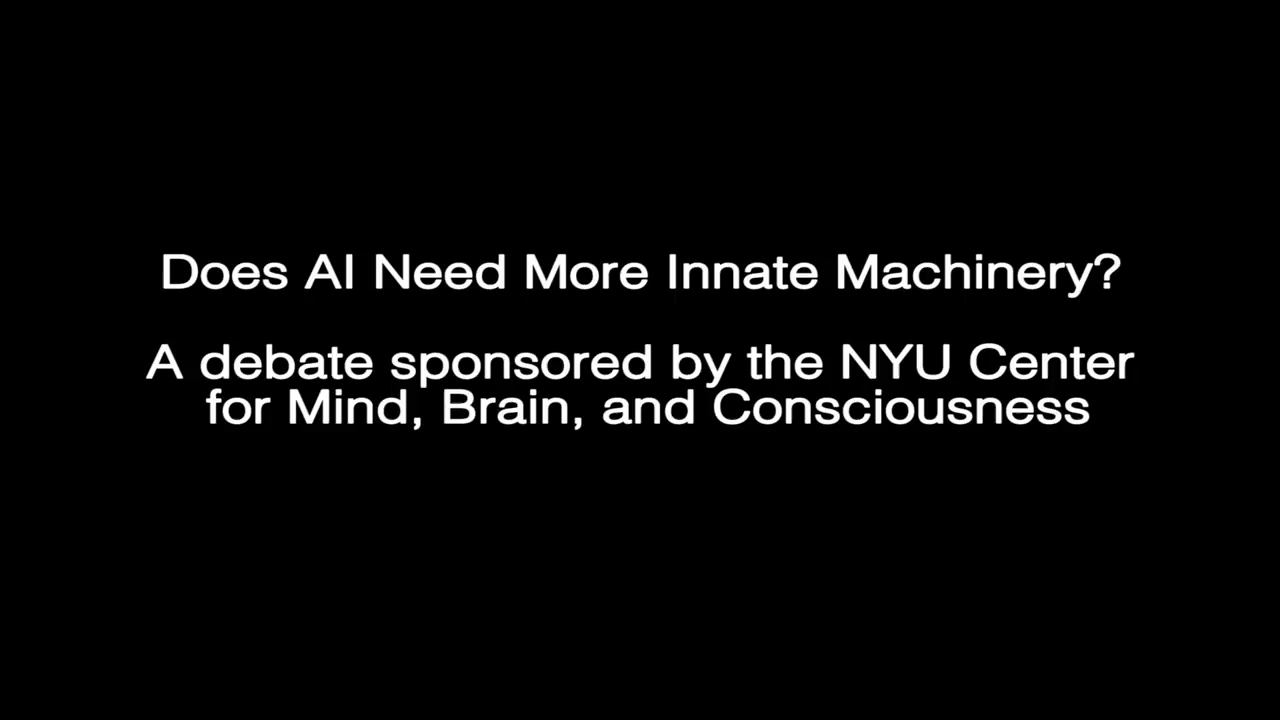 Does AI Need More Innate Machinery?
A debate sponsored by the NYU Center
for Mind, Brain, and Consciousness